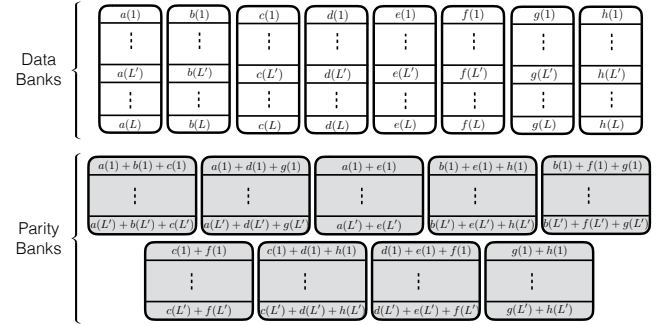 a(1) b(1) c(1) d(1) e(1) f(1) g(1) h(1)
Data
Banks
a(L′) b(L′) c(L′) d(L′) e(L′) f(L′) g(L′) h(L′)
a(L) b(L) c(L) d(L) e(L) f(L) g(L) h(L)
a(1) + b(1) + c(1) a(1) + d(1) + g(1) a(1) + e(1) b(1) + e(1) + h(1) b(1) + f(1) + g(1)
a(L′) + b(L′) + c(L′) a(L′) + d(L′) + g(L′) a(L′) + e(L′) b(L′) + e(L′) + h(L′) b(L′) + f(L′) + g(L′)
Parity
Banks
c(1) + f(1) c(1) + d(1) + h(1) d(1) + e(1) + f(1) g(1) + h(1)
c(L′) + f(L′) c(L′) + d(L′) + h(L′) d(L′) + e(L′) + f(L′) g(L′) + h(L′)